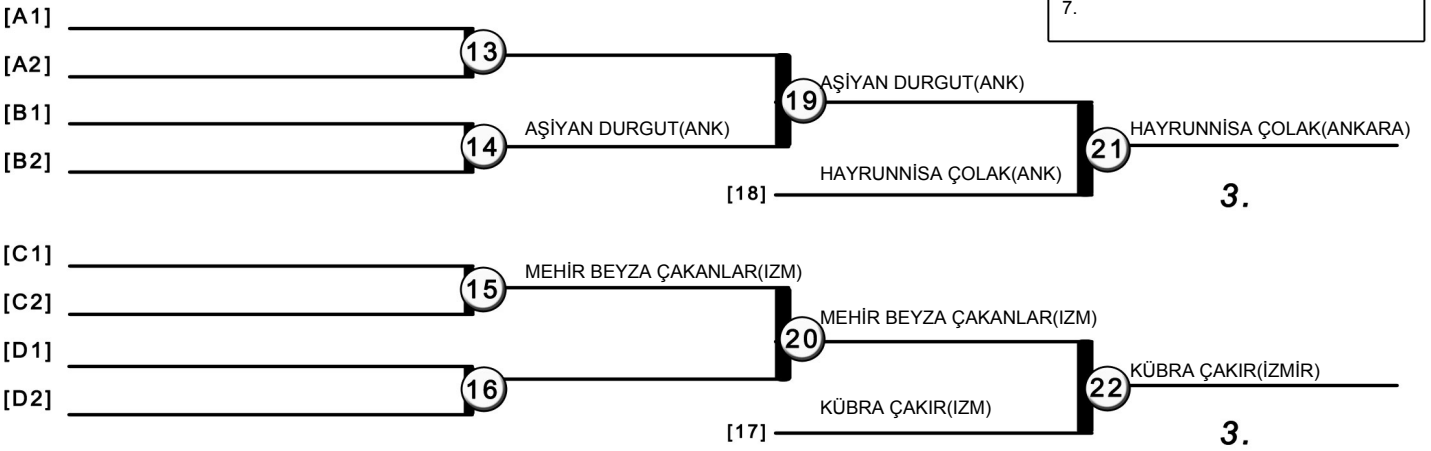 7.
[A1]
13
[A2]
19
AŞİYAN DURGUT(ANK)
[B1]
AŞİYAN DURGUT(ANK)
14
21
HAYRUNNİSA ÇOLAK(ANKARA)
[B2]
HAYRUNNİSA ÇOLAK(ANK)
[18]
3.
[C1]
MEHİR BEYZA ÇAKANLAR(IZM)
15
[C2]
MEHİR BEYZA ÇAKANLAR(IZM)
20
[D1]
KÜBRA ÇAKIR(İZMİR)
16
22
[D2]
KÜBRA ÇAKIR(IZM)
[17]
3.